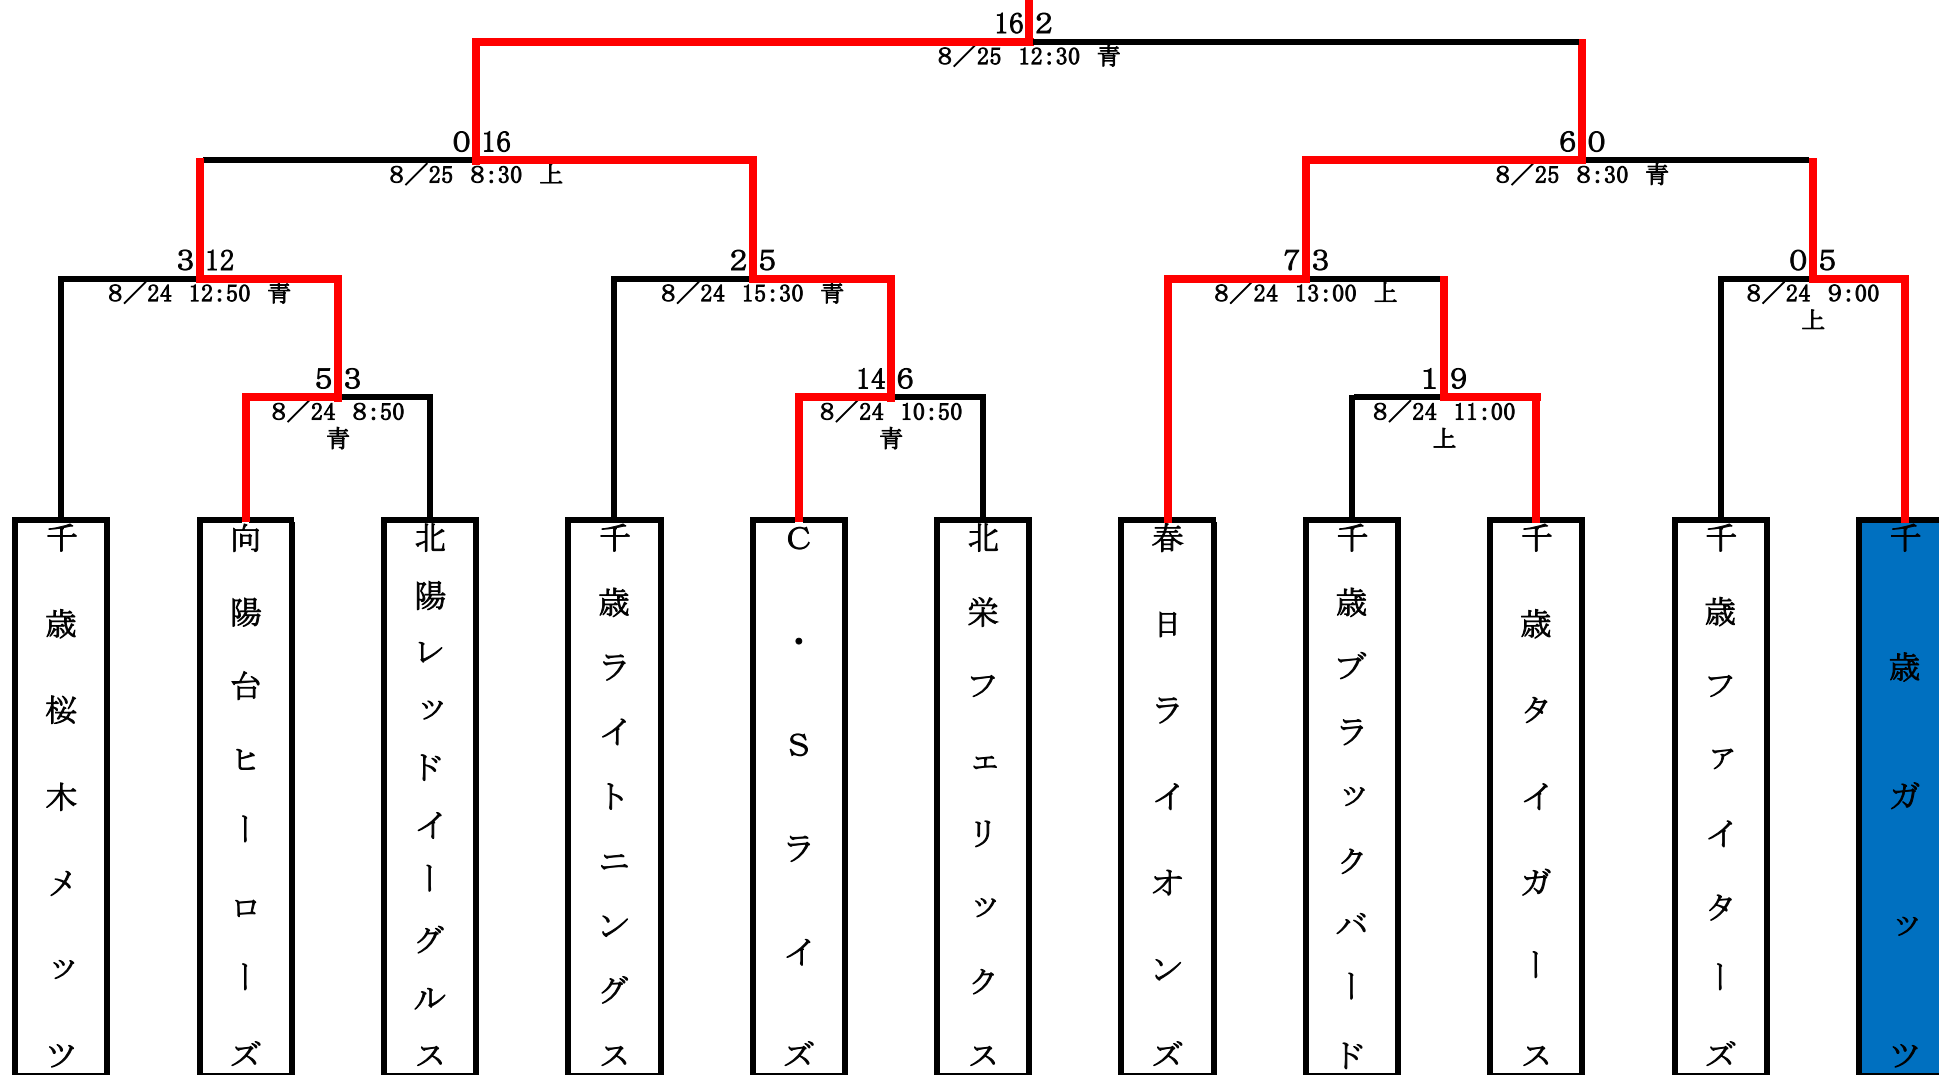 16 2
8／25 12:30 青
0 16
8／25 8:30 上
6 0
8／25 8:30 青
3 12
8／24 12:50 青
2 5
8／24 15:30 青
7 3
8／24 13:00 上
0 5
8／24 9:00
上
5 3
8／24 8:50
青
14 6
8／24 10:50
青
1 9
8／24 11:00
上
千歳桜木メッツ
向陽台ヒーローズ
北陽レッドイーグルス
千歳ライトニングス
C・Sライズ
北栄フェリックス
春日ライオンズ
千歳ブラックバード
千歳タイガース
千歳ファイターズ
千歳ガッツ